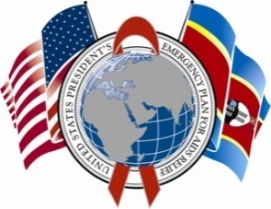 UNITED STATES PRESIDENT'S
EMERGENCY PLAN FOR AIDS RELIEF